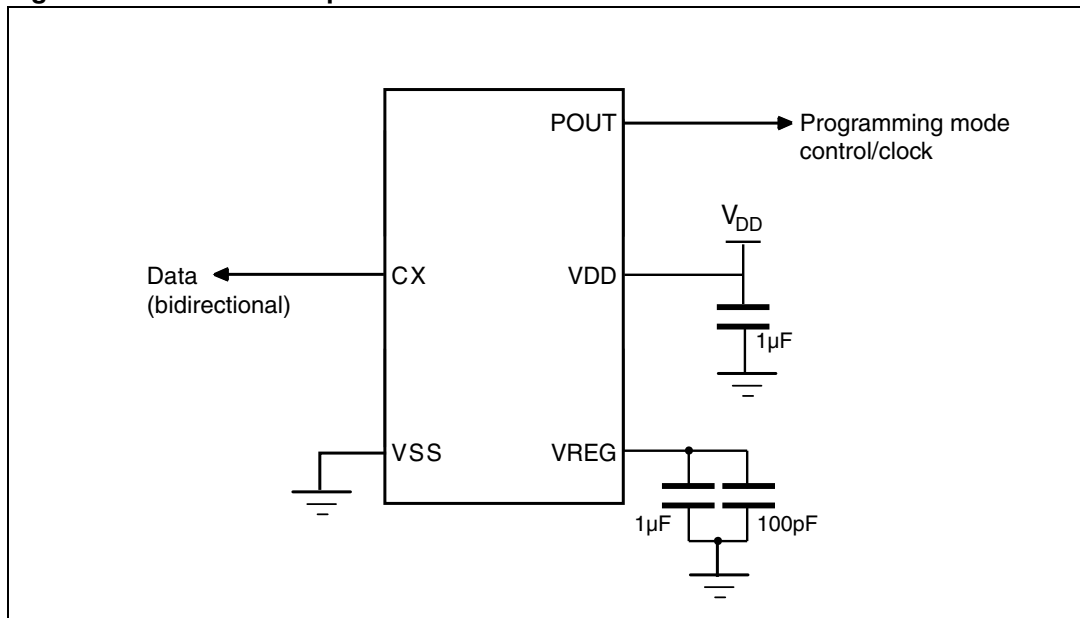 POUT
Programming mode
control/clock
V_DD
Data
(bidirectional)
CX
VDD
1µF
VSS
VREG
1µF
100pF